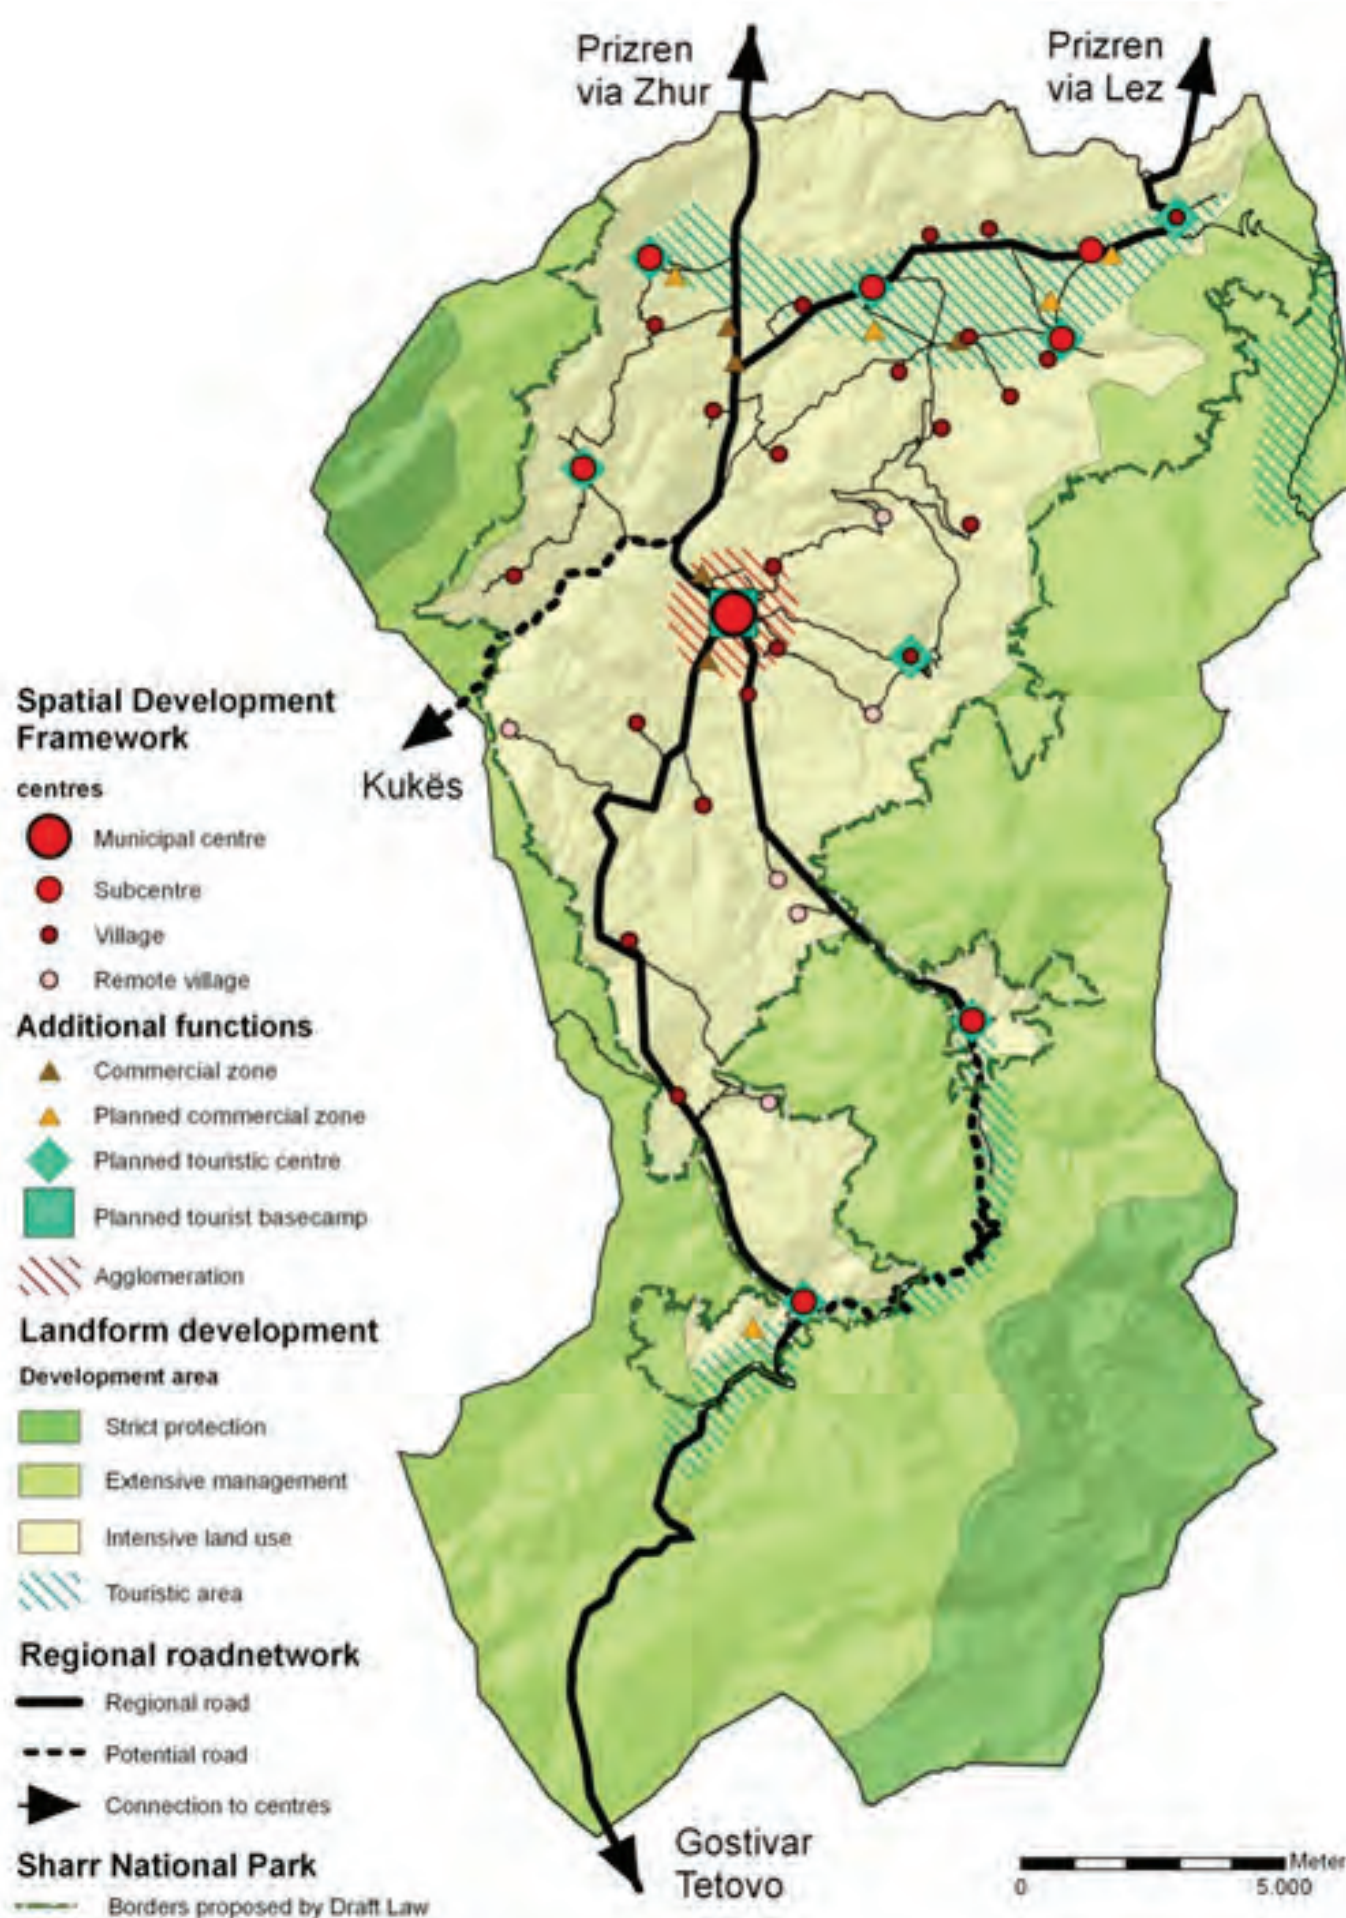 Prizren
via Zhur
Prizren
via Lez
Kukës
Spatial Development
Framework
centres
Municipal centre
Subcentre
Village
Remote village
Additional functions
Commercial zone
Planned commercial zone
Planned touristic centre
Planned tourist basecamp
Agglomeration
Landform development
Development area
Strict protection
Extensive management
Intensive land use
Touristic area
Regional roadnetwork
Regional road
Potential road
Connection to centres
Sharr National Park
Borders proposed by Draft Law
Gostivar
Tetovo
Meter
0 5.000